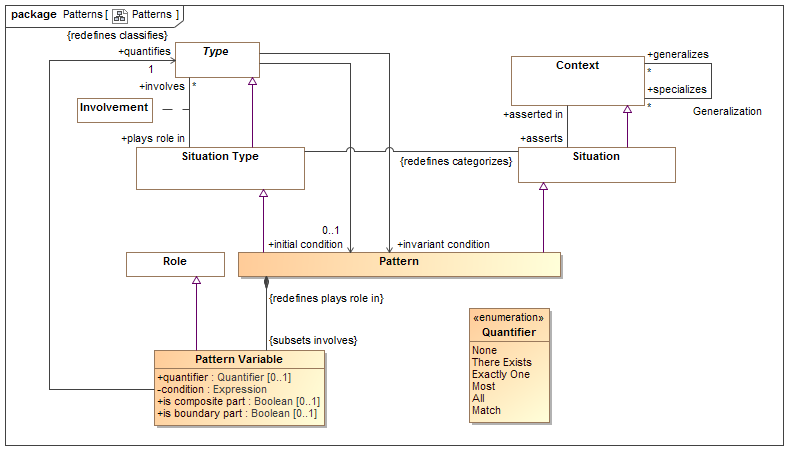 package Patterns [ Patterns ]
{redefines classifies}
+quantifies
1
Type
+involves
*
Involvement
+plays role in
Situation Type
Context
+generalizes
*
+specializes
*
Generalization
+asserted in
+asserts
{redefines categorizes}
Situation
0..1
+initial condition
+invariant condition
Role
Pattern
{redefines plays role in}
{subsets involves}
Pattern Variable
+quantifier : Quantifier [0..1]
-condition : Expression
+is composite part : Boolean [0..1]
+is boundary part : Boolean [0..1]
«enumeration»
Quantifier
None
There Exists
Exactly One
Most
All
Match